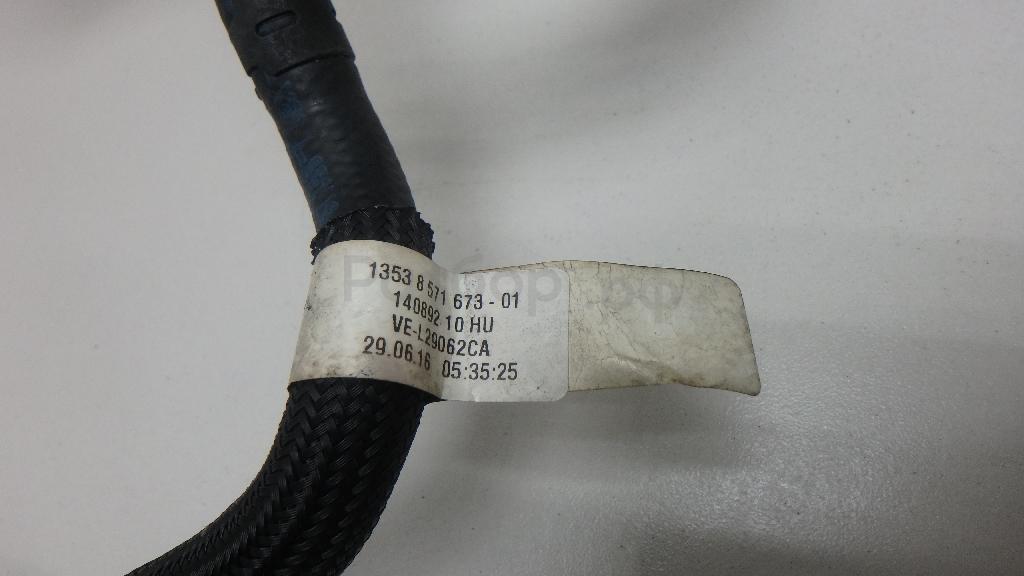 1353 8 571 673 - 01
140892 10 HU
VE-L29062CA
29.06.16 05:35:25